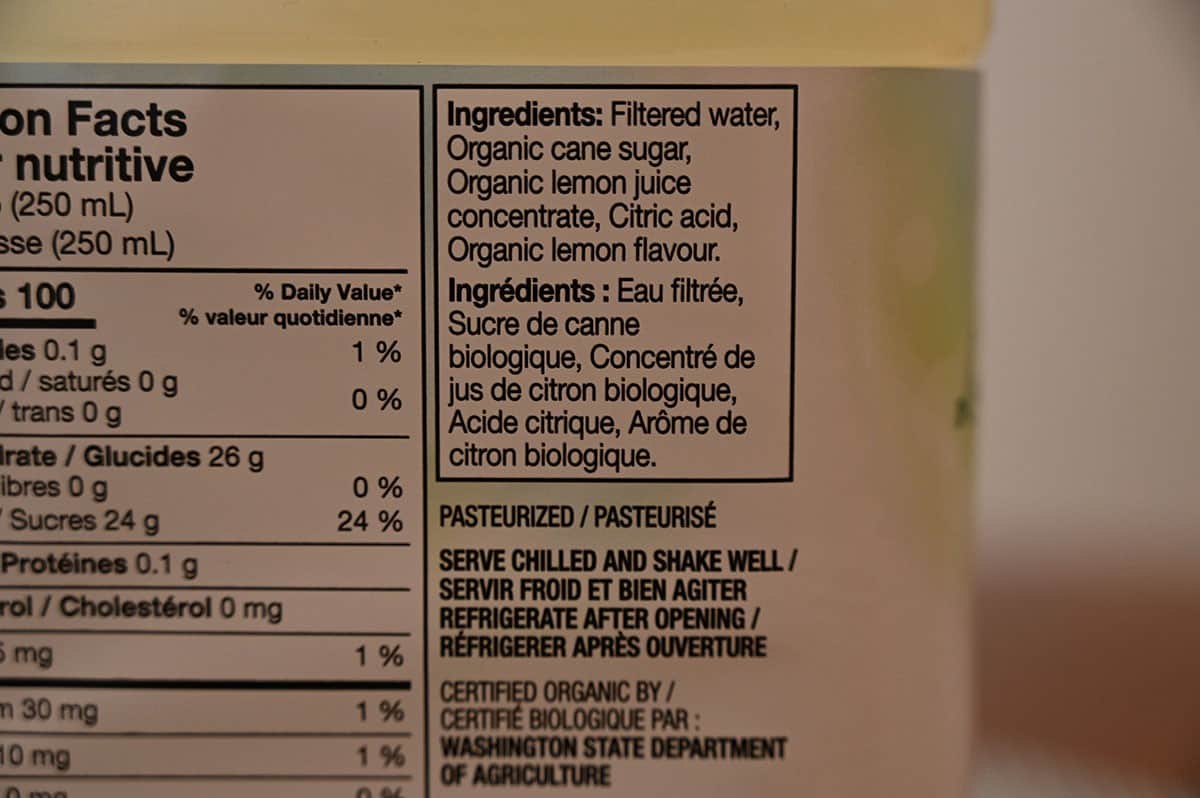 on Facts
nutritive
(250 mL)
sse (250 mL)
100
% Daily Value*
% valeur quotidienne*
les 0.1 g 1 %
d / saturés 0 g
/ trans 0 g 0 %
rate / Glucides 26 g
ibres 0 g 0 %
/ Sucres 24 g 24 %
Protéines 0.1 g
rol / Cholestérol 0 mg
5 mg 1 %
m 30 mg 1 %
10 mg 1 %
Ingredients: Filtered water,
Organic cane sugar,
Organic lemon juice
concentrate, Citric acid,
Organic lemon flavour.
Ingrédients : Eau filtrée,
Sucre de canne
biologique, Concentré de
jus de citron biologique,
Acide citrique, Arôme de
citron biologique.
PASTEURIZED / PASTEURISÉ
SERVE CHILLED AND SHAKE WELL /
SERVIR FROID ET BIEN AGITER
REFRIGERATE AFTER OPENING /
RÉFRIGERER APRÈS OUVERTURE
CERTIFIED ORGANIC BY /
CERTIFIÉ BIOLOGIQUE PAR :
WASHINGTON STATE DEPARTMENT
OF AGRICULTURE